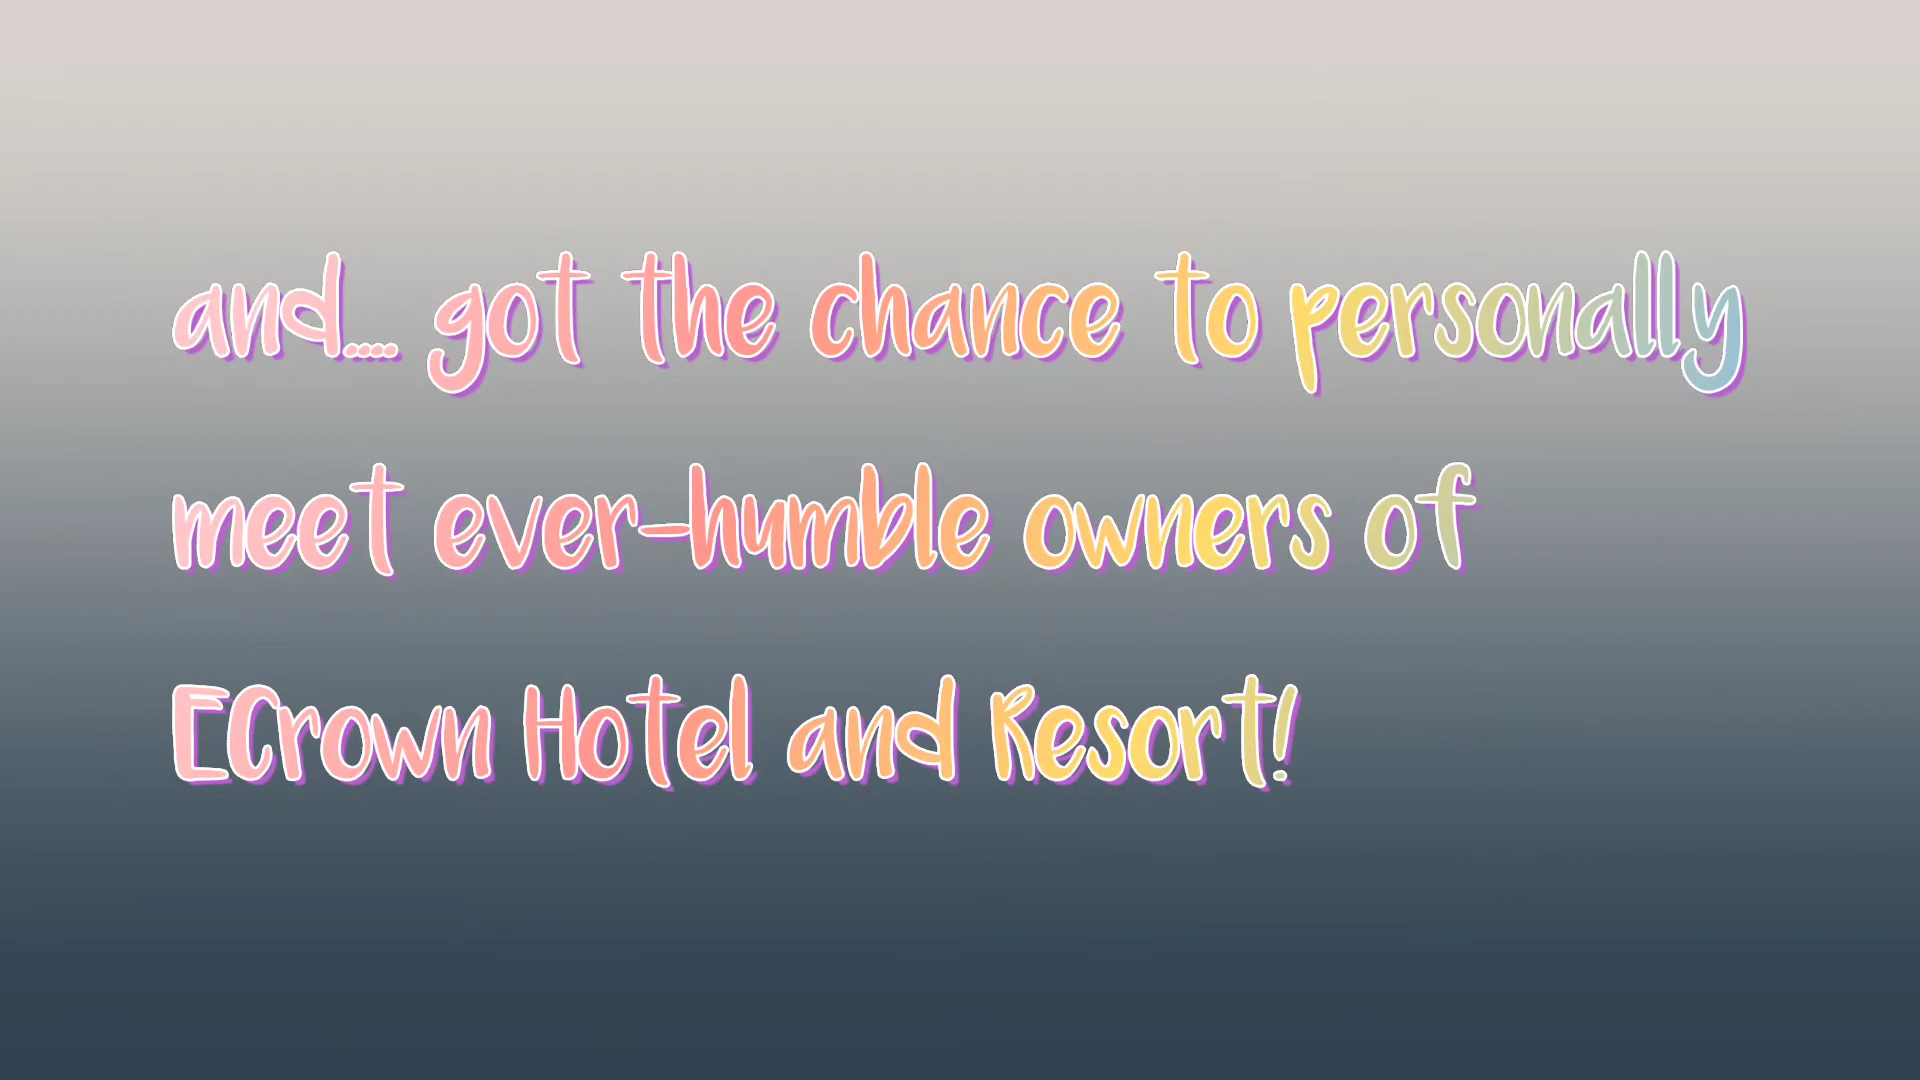 and.... got the chance to personally
meet ever-humble owners of
ECrown Hotel and Resort!